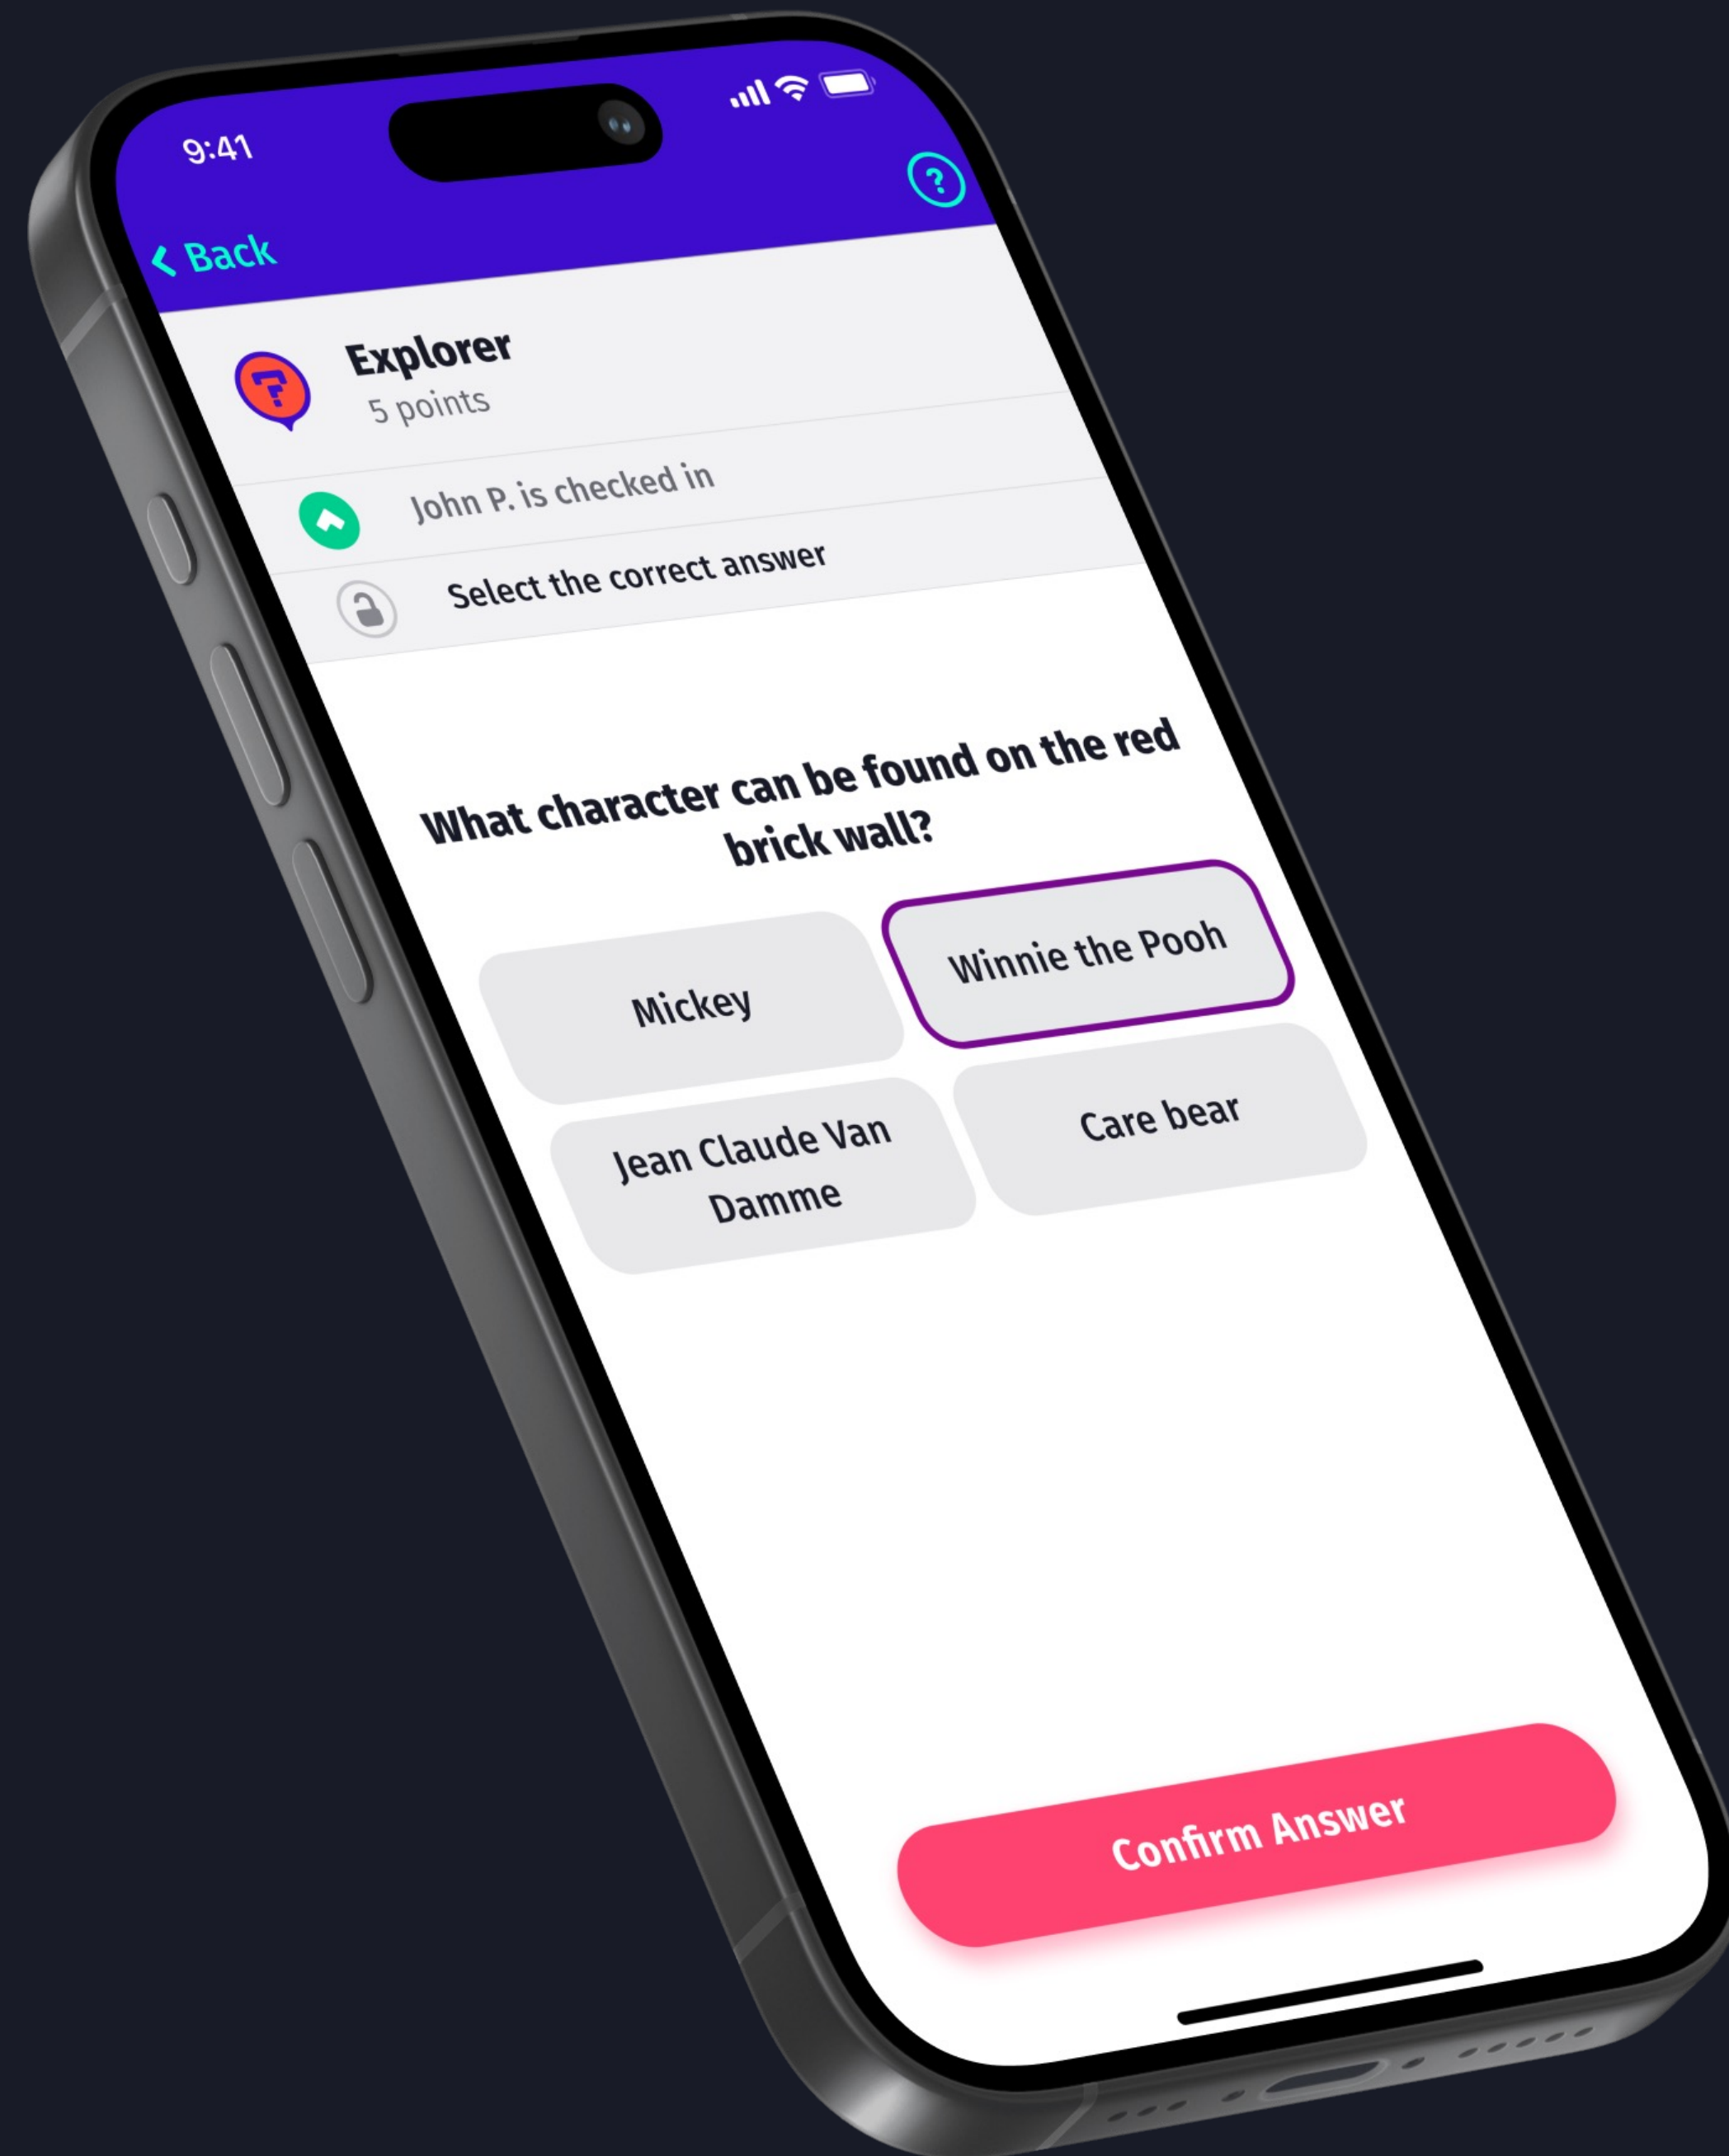 9:41
Back
?
Explorer
5 points
John P. is checked in
Select the correct answer
What character can be found on the red
brick wall?
Mickey
Winnie the Pooh
Jean Claude Van
Damme
Care bear
Confirm Answer